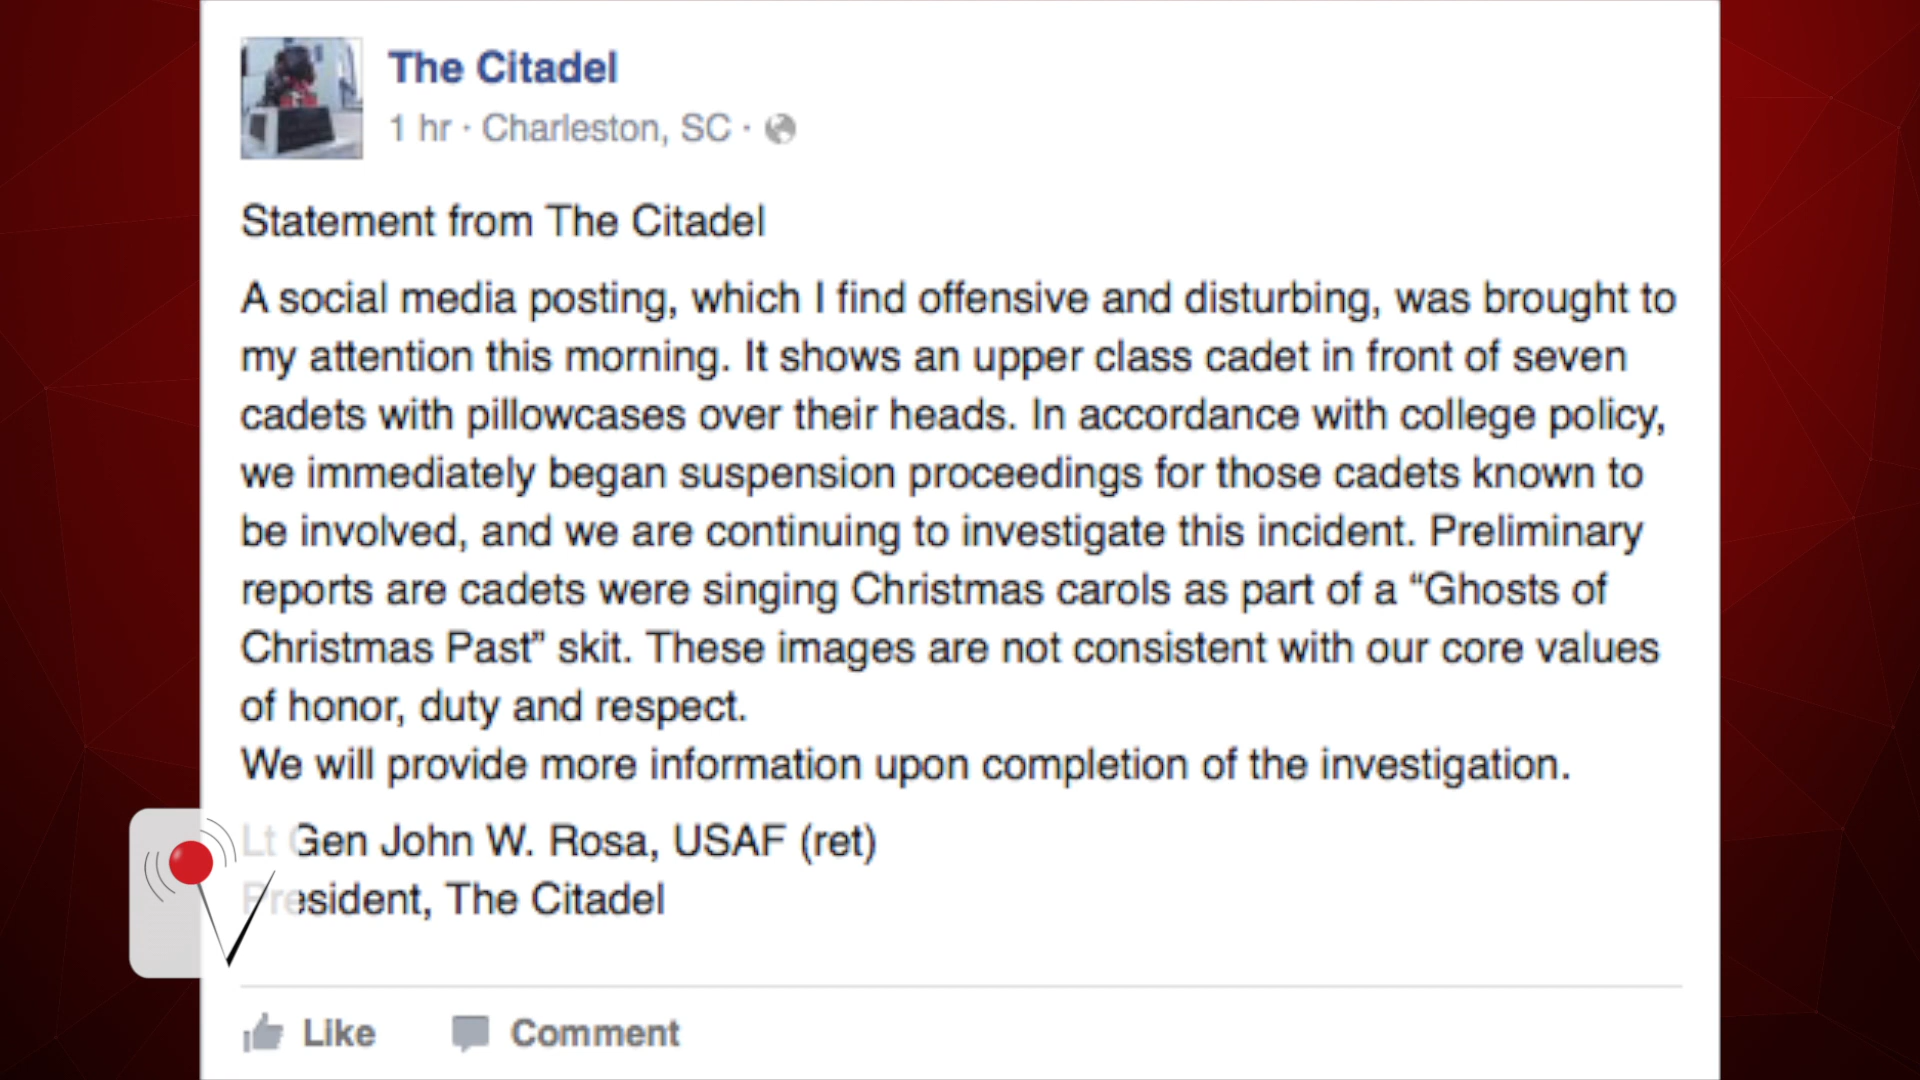 The Citadel
1 hr · Charleston, SC ·
Statement from The Citadel
A social media posting, which I find offensive and disturbing, was brought to
my attention this morning. It shows an upper class cadet in front of seven
cadets with pillowcases over their heads. In accordance with college policy,
we immediately began suspension proceedings for those cadets known to
be involved, and we are continuing to investigate this incident. Preliminary
reports are cadets were singing Christmas carols as part of a “Ghosts of
Christmas Past” skit. These images are not consistent with our core values
of honor, duty and respect.
We will provide more information upon completion of the investigation.
Lt Gen John W. Rosa, USAF (ret)
President, The Citadel
Like Comment